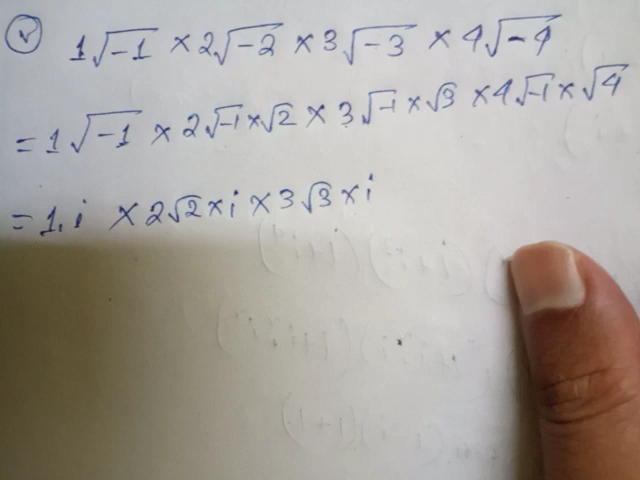 (v) 1√-1 × 2√-2 × 3√-3 × 4√-4
= 1√-1 × 2√-1 × √2 × 3√-1 × √3 × 4√-1 × √4
= 1.i × 2√2 × i × 3√3 × i